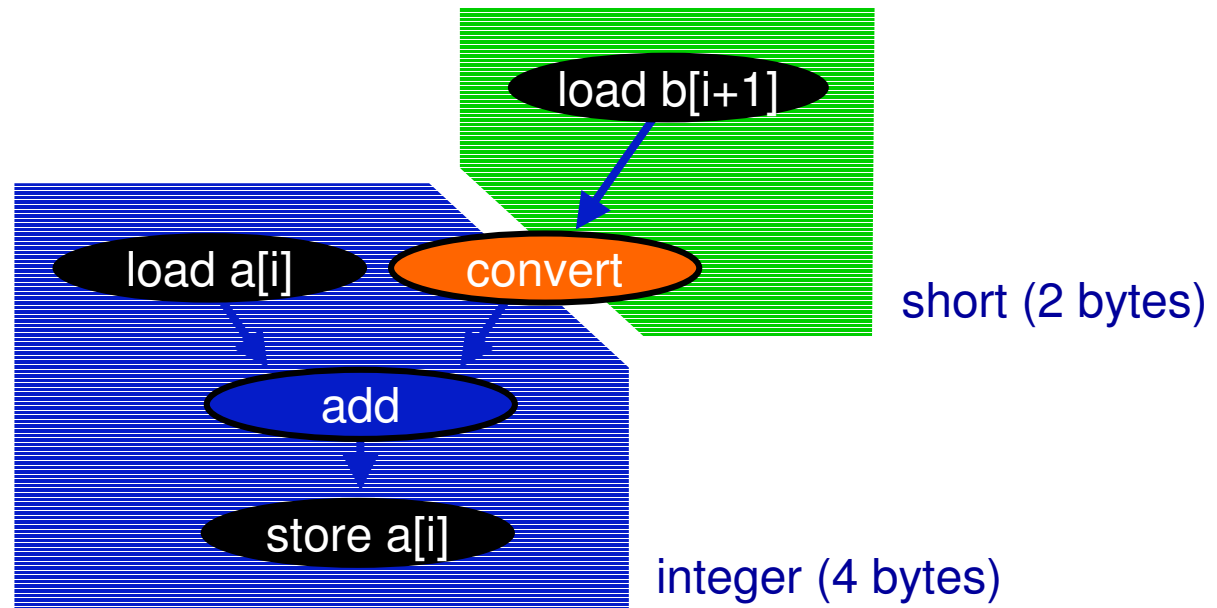 load b[i+1]
load a[i]
convert
short (2 bytes)
add
store a[i]
integer (4 bytes)